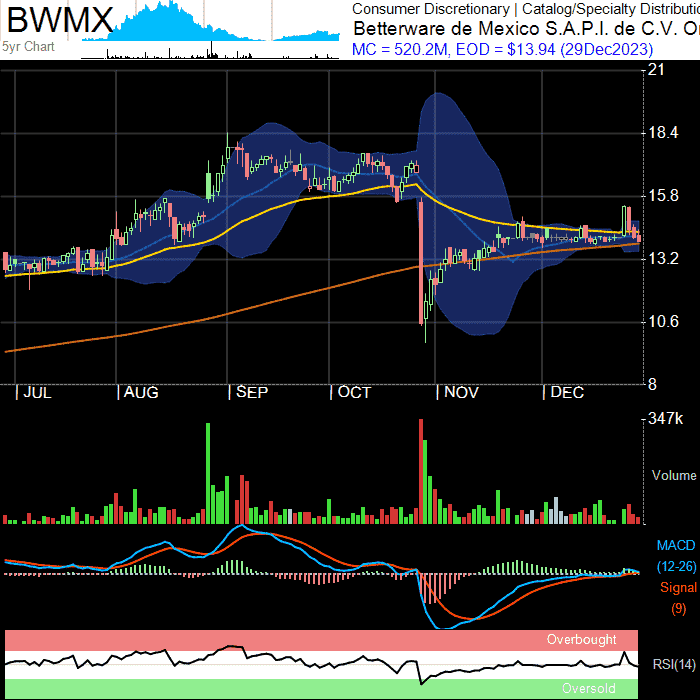 BWMX
5yr Chart
Consumer Discretionary | Catalog/Specialty Distributio
Betterware de Mexico S.A.P.I. de C.V. Or
MC = 520.2M, EOD = $13.94 (29Dec2023)
21
18.4
15.8
13.2
10.6
8
| JUL | AUG | SEP | OCT | NOV | DEC
347k
Volume
MACD
(12-26)
Signal
(9)
Overbought
RSI(14)
Oversold